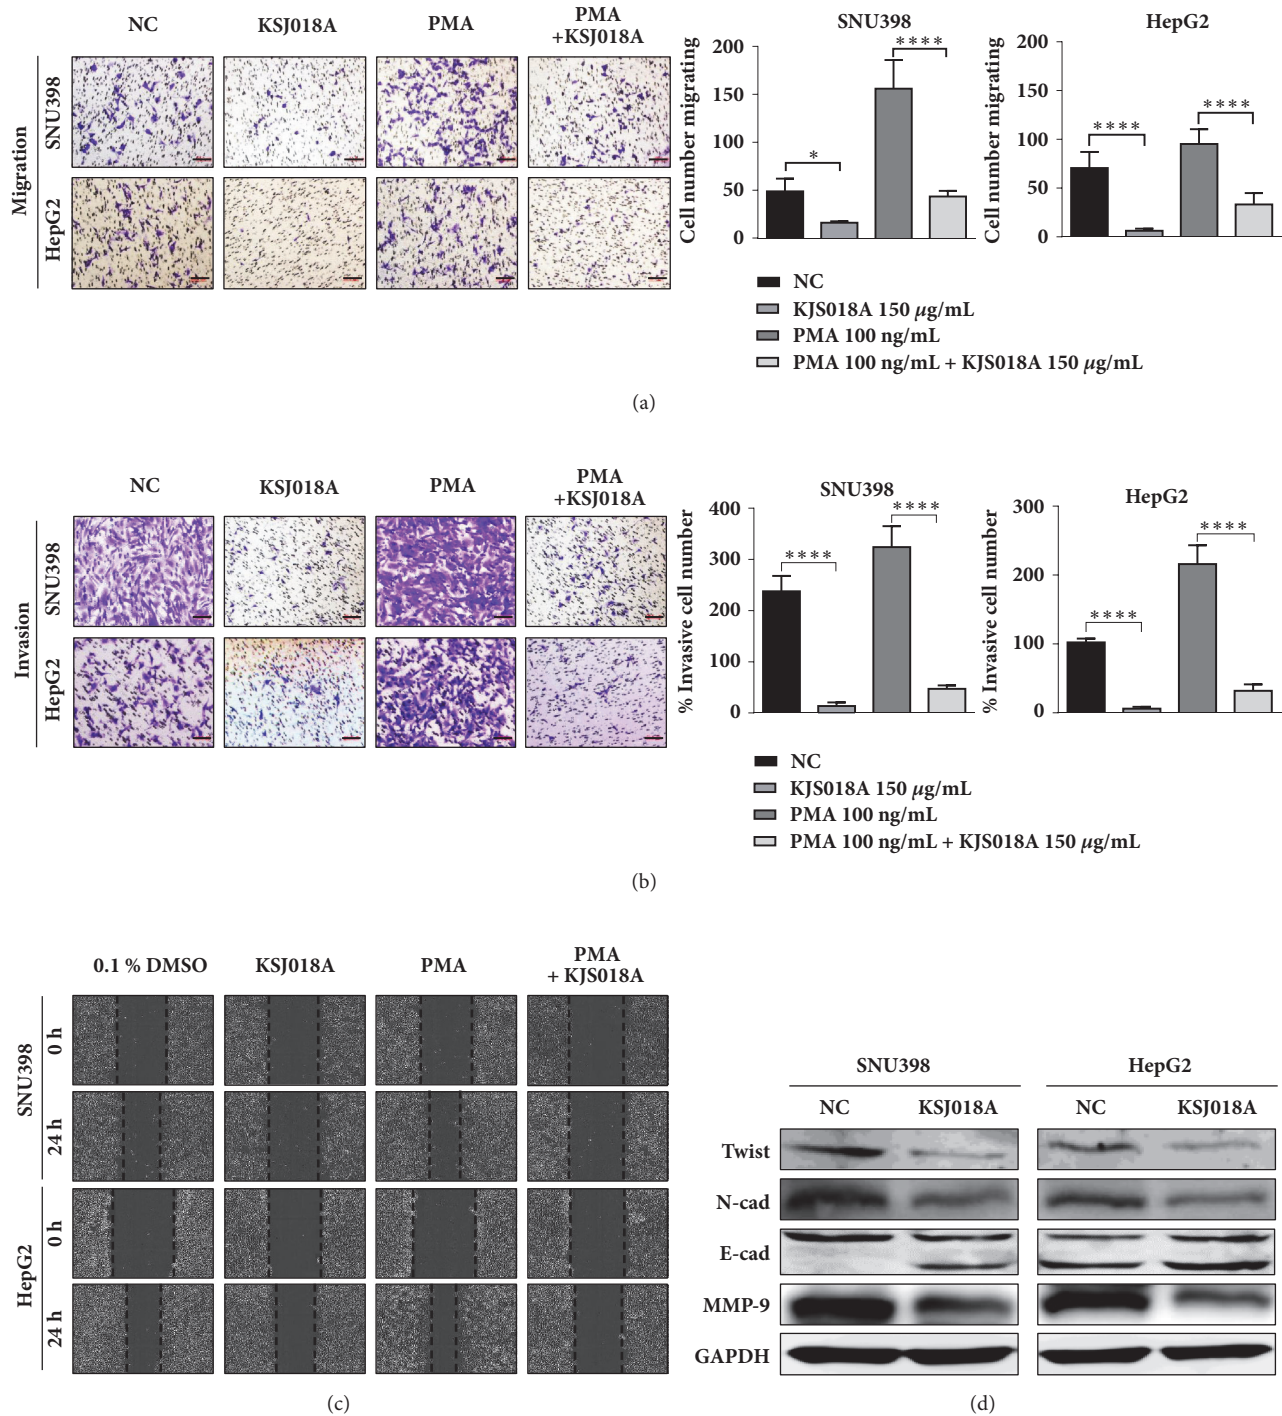 NC KSJ018A PMA PMA +KSJ018A
Migration
SNU398
HepG2
SNU398
Cell number migrating
200
150
100
50
0
*
****
HepG2
Cell number migrating
200
150
100
50
0
****
****
NC
KJS018A 150 µg/mL
PMA 100 ng/mL
PMA 100 ng/mL + KJS018A 150 µg/mL
(a)
NC KSJ018A PMA PMA +KSJ018A
Invasion
SNU398
HepG2
SNU398
% Invasive cell number
400
300
200
100
0
****
****
HepG2
% Invasive cell number
300
200
100
0
****
****
NC
KJS018A 150 µg/mL
PMA 100 ng/mL
PMA 100 ng/mL + KJS018A 150 µg/mL
(b)
0.1 % DMSO KSJ018A PMA PMA + KJS018A
SNU398
0 h
24 h
HepG2
0 h
24 h
(c)
SNU398 HepG2
NC KSJ018A NC KSJ018A
Twist
N-cad
E-cad
MMP-9
GAPDH
(d)